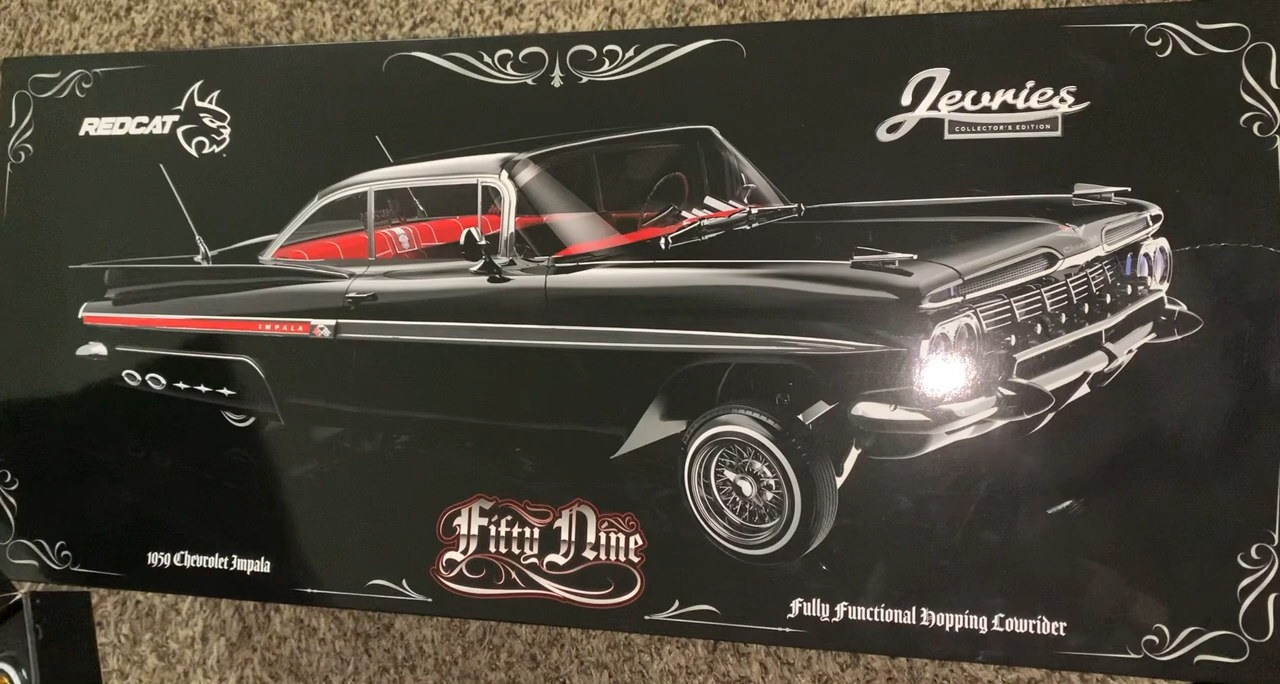 REDCAT
Jevries
COLLECTOR'S EDITION
IMPALA
Fifty Nine
1959 Chevrolet Impala
Fully Functional Hopping Lowrider